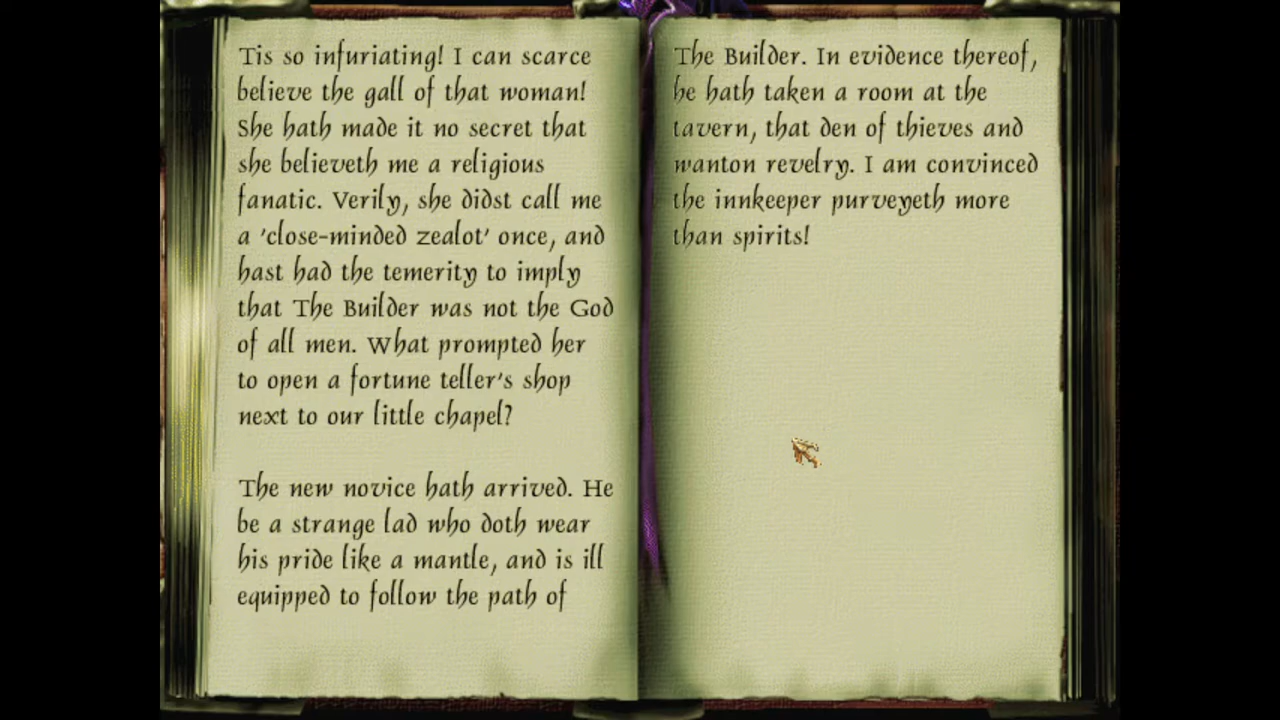 Tis so infuriating! I can scarce
believe the gall of that woman!
She hath made it no secret that
she believeth me a religious
fanatic. Verily, she didst call me
a 'close-minded zealot' once, and
hast had the temerity to imply
that The Builder was not the God
of all men. What prompted her
to open a fortune teller's shop
next to our little chapel?
The new novice hath arrived. He
be a strange lad who doth wear
his pride like a mantle, and is ill
equipped to follow the path of
The Builder. In evidence thereof,
he hath taken a room at the
tavern, that den of thieves and
wanton revelry. I am convinced
the innkeeper purveyeth more
than spirits!